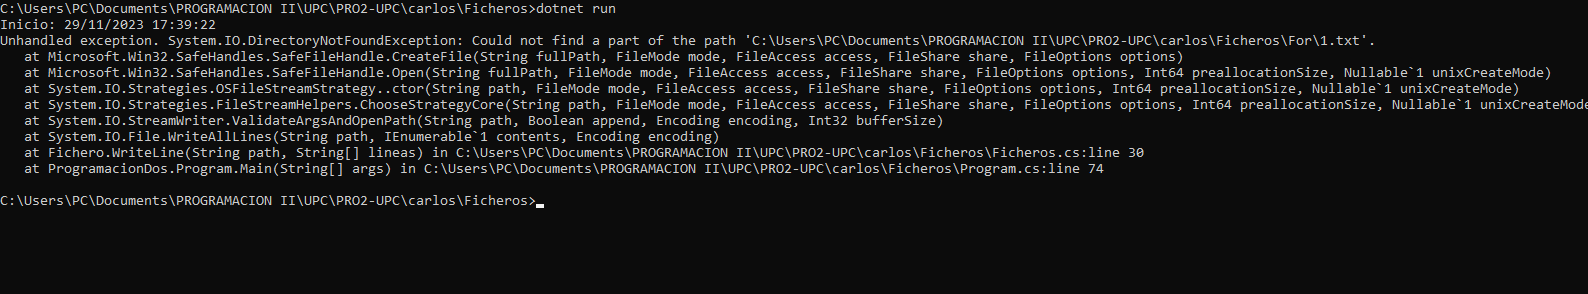 C:\Users\PC\Documents\PROGRAMACION II\UPC\PRO2-UPC\carlos\Ficheros>dotnet run
Inicio: 29/11/2023 17:39:22
Unhandled exception. System.IO.DirectoryNotFoundException: Could not find a part of the path 'C:\Users\PC\Documents\PROGRAMACION II\UPC\PRO2-UPC\carlos\Ficheros\For\1.txt'.
   at Microsoft.Win32.SafeHandles.SafeFileHandle.CreateFile(String fullPath, FileMode mode, FileAccess access, FileShare share, FileOptions options)
   at Microsoft.Win32.SafeHandles.SafeFileHandle.Open(String fullPath, FileMode mode, FileAccess access, FileShare share, FileOptions options, Int64 preallocationSize, Nullable`1 unixCreateMode)
   at System.IO.Strategies.OSFileStreamStrategy..ctor(String path, FileMode mode, FileAccess access, FileShare share, FileOptions options, Int64 preallocationSize, Nullable`1 unixCreateMode)
   at System.IO.Strategies.FileStreamHelpers.ChooseStrategyCore(String path, FileMode mode, FileAccess access, FileShare share, FileOptions options, Int64 preallocationSize, Nullable`1 unixCreateMode
   at System.IO.StreamWriter.ValidateArgsAndOpenPath(String path, Boolean append, Encoding encoding, Int32 bufferSize)
   at System.IO.File.WriteAllLines(String path, IEnumerable`1 contents, Encoding encoding)
   at Fichero.WriteLine(String path, String[] lineas) in C:\Users\PC\Documents\PROGRAMACION II\UPC\PRO2-UPC\carlos\Ficheros\Ficheros.cs:line 30
   at ProgramacionDos.Program.Main(String[] args) in C:\Users\PC\Documents\PROGRAMACION II\UPC\PRO2-UPC\carlos\Ficheros\Program.cs:line 74
C:\Users\PC\Documents\PROGRAMACION II\UPC\PRO2-UPC\carlos\Ficheros>